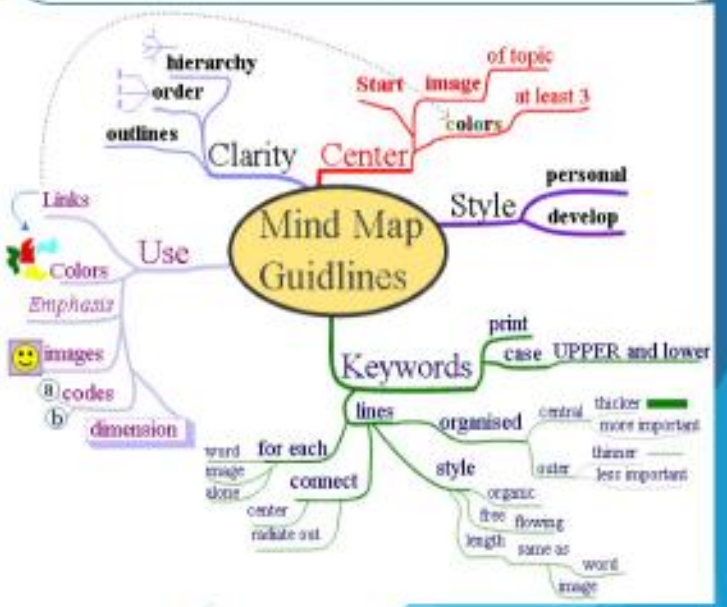 Mind Map
Guidlines
Clarity
hierarchy
order
outlines
Center
Start
image
of topic
colors
at least 3
Style
personal
develop
Use
Links
Colors
Emphasis
images
codes
a
b
dimension
Keywords
print
case
UPPER and lower
lines
organised
central
thicker
more important
outer
thinner
less important
style
organic
free
flowing
length
same as
word
image
connect
center
radiate out
for each
word
image
alone